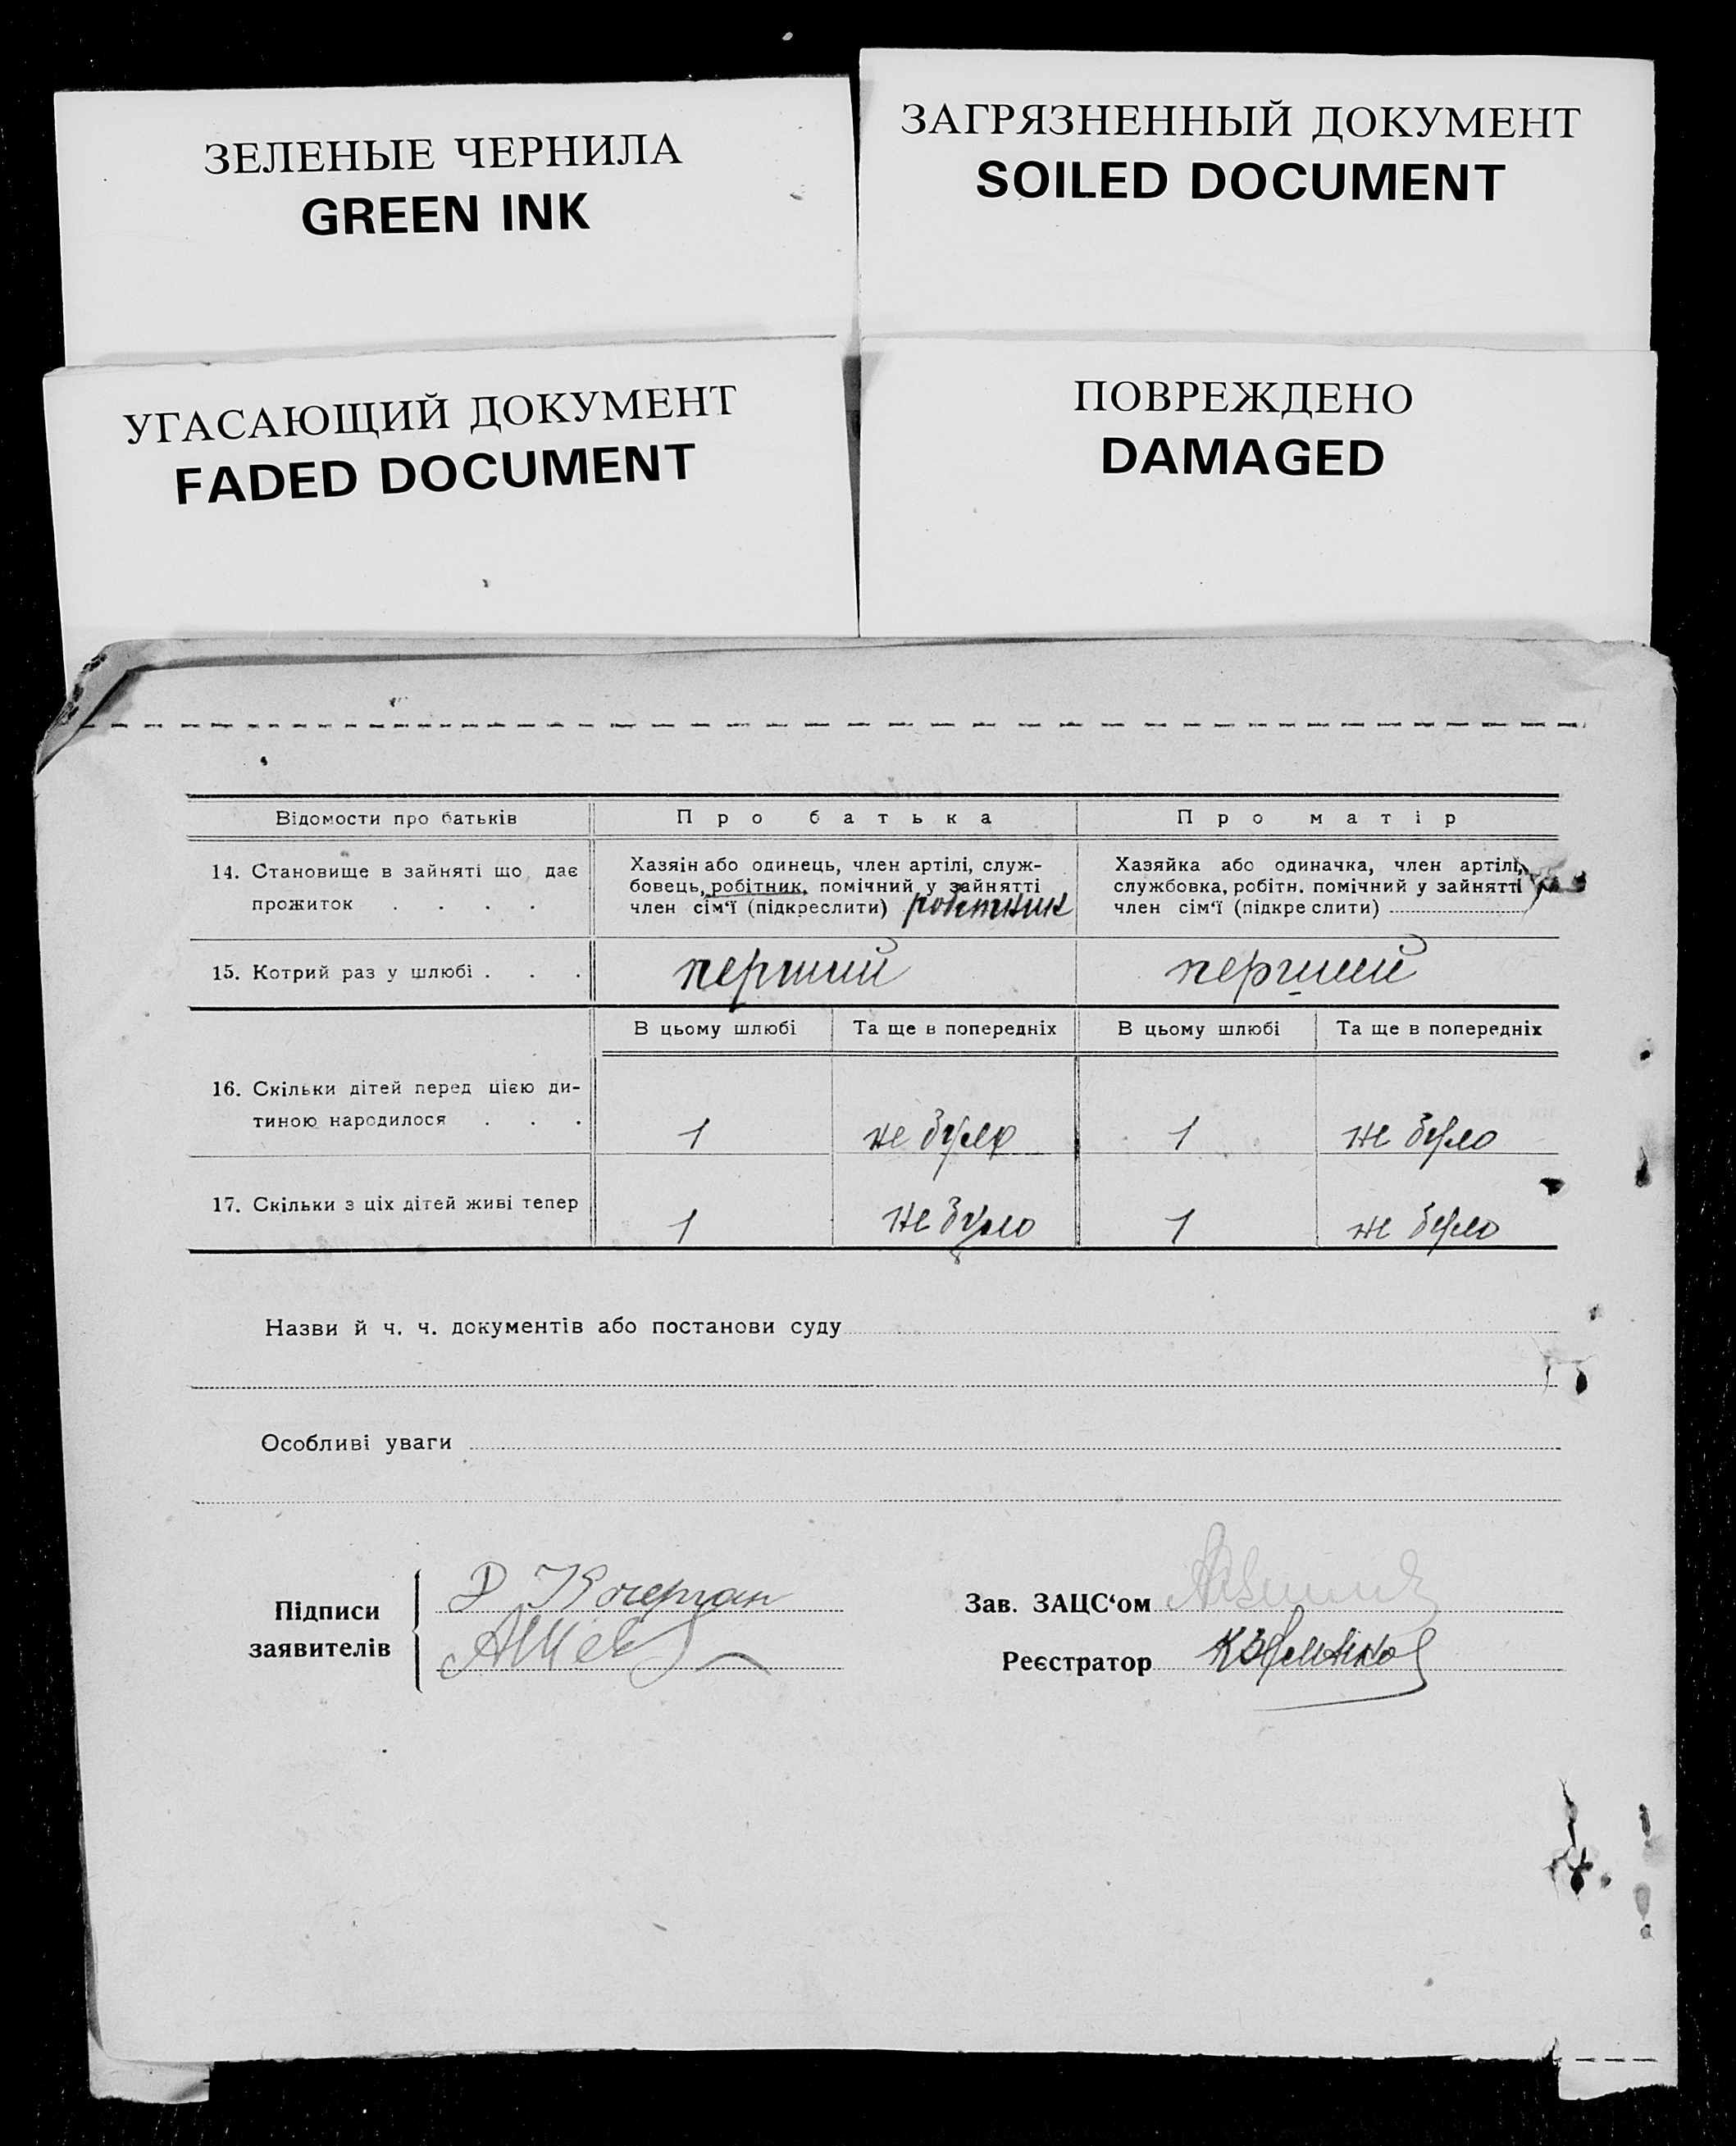 ЗЕЛЕНЫЕ ЧЕРНИЛА
GREEN INK
ЗАГРЯЗНЕННЫЙ ДОКУМЕНТ
SOILED DOCUMENT
УГАСАЮЩИЙ ДОКУМЕНТ
FADED DOCUMENT
ПОВРЕЖДЕНО
DAMAGED
Відомости про батьків
Про батька
Про матір
14. Становище в зайняті що дає
прожиток . . . .
Хазяїн або одинець, член артілі, служ-
бовець, робітник, помічний у зайнятті
член сім'ї (підкреслити) робітник
Хазяйка або одиначка, член артілі,
службовка, робітн. помічний у зайнятті
член сім'ї (підкреслити)
15. Котрий раз у шлюбі . . .
перший
перший
В цьому шлюбі
Та ще в попередніх
В цьому шлюбі
Та ще в попередніх
16. Скільки дітей перед цією ди-
тиною народилося . . .
1
не було
1
не було
17. Скільки з ціх дітей живі тепер
1
не було
1
не було
Назви й ч. ч. документів або постанови суду
Особливі уваги
Підписи
заявителів
Д Кочерган
Зав. ЗАЦС'ом
Реєстратор